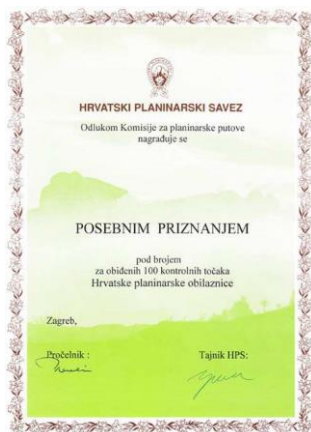 HRVATSKI PLANINARSKI SAVEZ
Odlukom Komisije za planinarske putove
nagrađuje se
POSEBNIM PRIZNANJEM
pod brojem
za obiđenih 100 kontrolnih točaka
Hrvatske planinarske obilaznice
Zagreb,
Pročelnik :
Tajnik HPS: